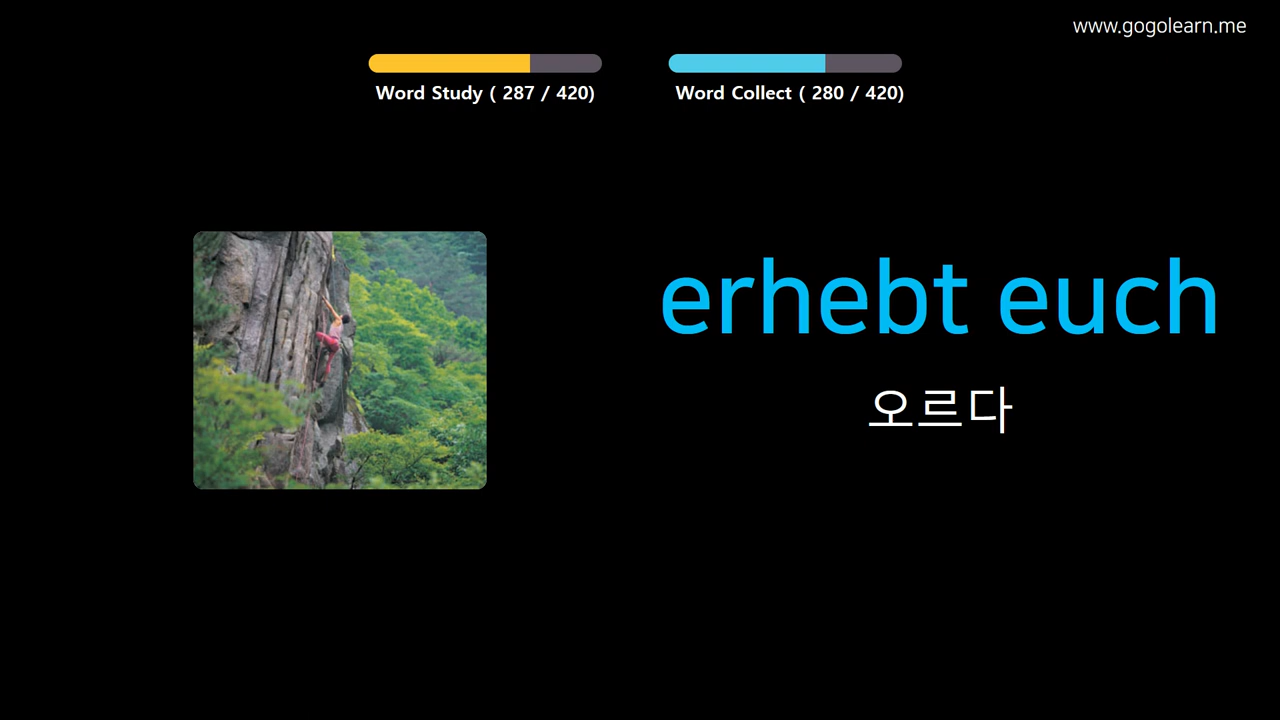 www.gogolearn.me
Word Study ( 287 / 420)
Word Collect ( 280 / 420)
erhebt euch
오르다